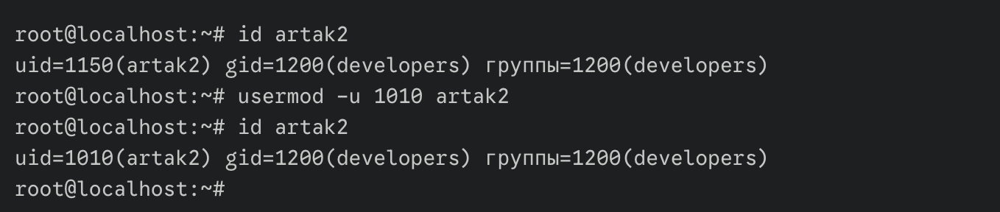 root@localhost:~# id artak2
uid=1150(artak2) gid=1200(developers) группы=1200(developers)
root@localhost:~# usermod -u 1010 artak2
root@localhost:~# id artak2
uid=1010(artak2) gid=1200(developers) группы=1200(developers)
root@localhost:~#